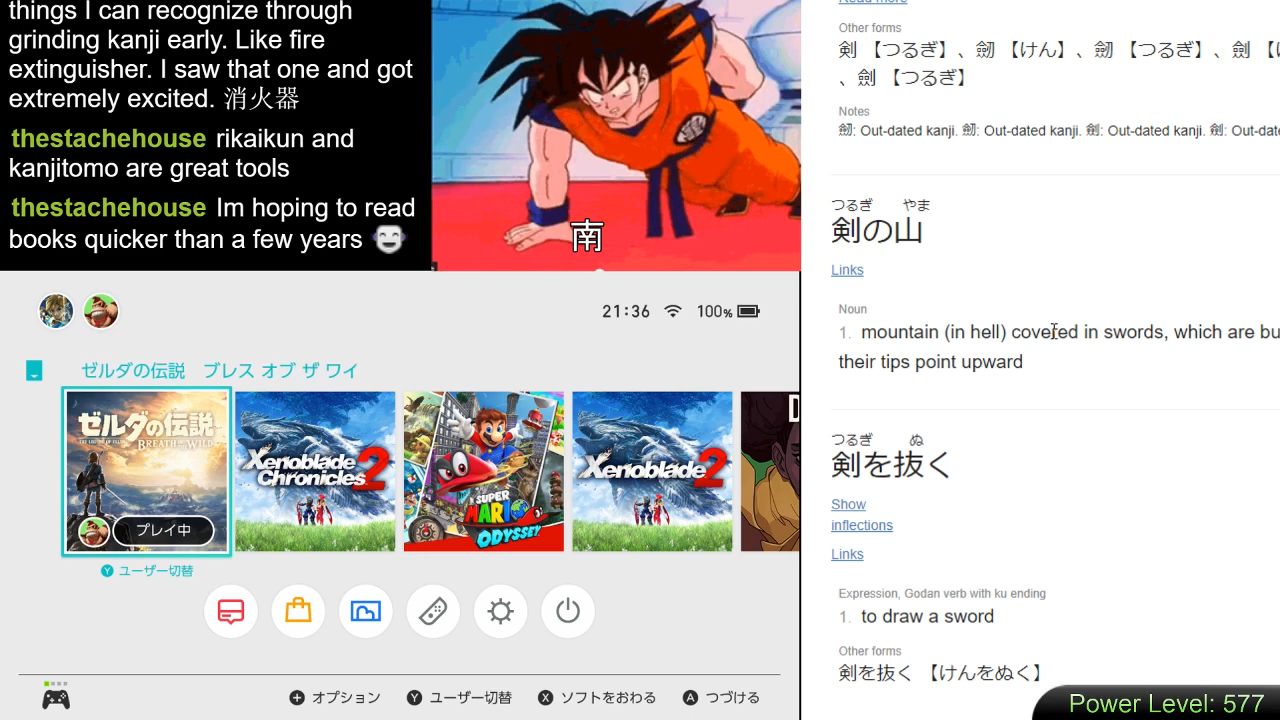 things I can recognize through
grinding kanji early. Like fire
extinguisher. I saw that one and got
extremely excited. 消火器
thestachehouse rikaikun and
kanjitomo are great tools
thestachehouse Im hoping to read
books quicker than a few years
南
21:36 100%
ゼルダの伝説 ブレス オブ ザ ワイ
ゼルダの伝説
BREATH OF THE WILD
プレイ中
Xenoblade
Chronicles 2
SUPER
MARIO
ODYSSEY
Xenoblade 2
D
Y ユーザー切替
+ オプション Y ユーザー切替 X ソフトをおわる A つづける
Read more
Other forms
剣 【つるぎ】、剱 【けん】、剱 【つるぎ】、劍 【け
、劍 【つるぎ】
Notes
Out-dated kanji. Out-dated kanji. Out-dated kanji. Out-date
つるぎ やま
剣の山
Links
Noun
1. mountain (in hell) covered in swords, which are bu
their tips point upward
つるぎ ぬ
剣を抜く
Show
inflections
Links
Expression, Godan verb with ku ending
1. to draw a sword
Other forms
剣を抜く 【けんをぬく】
Power Level: 577